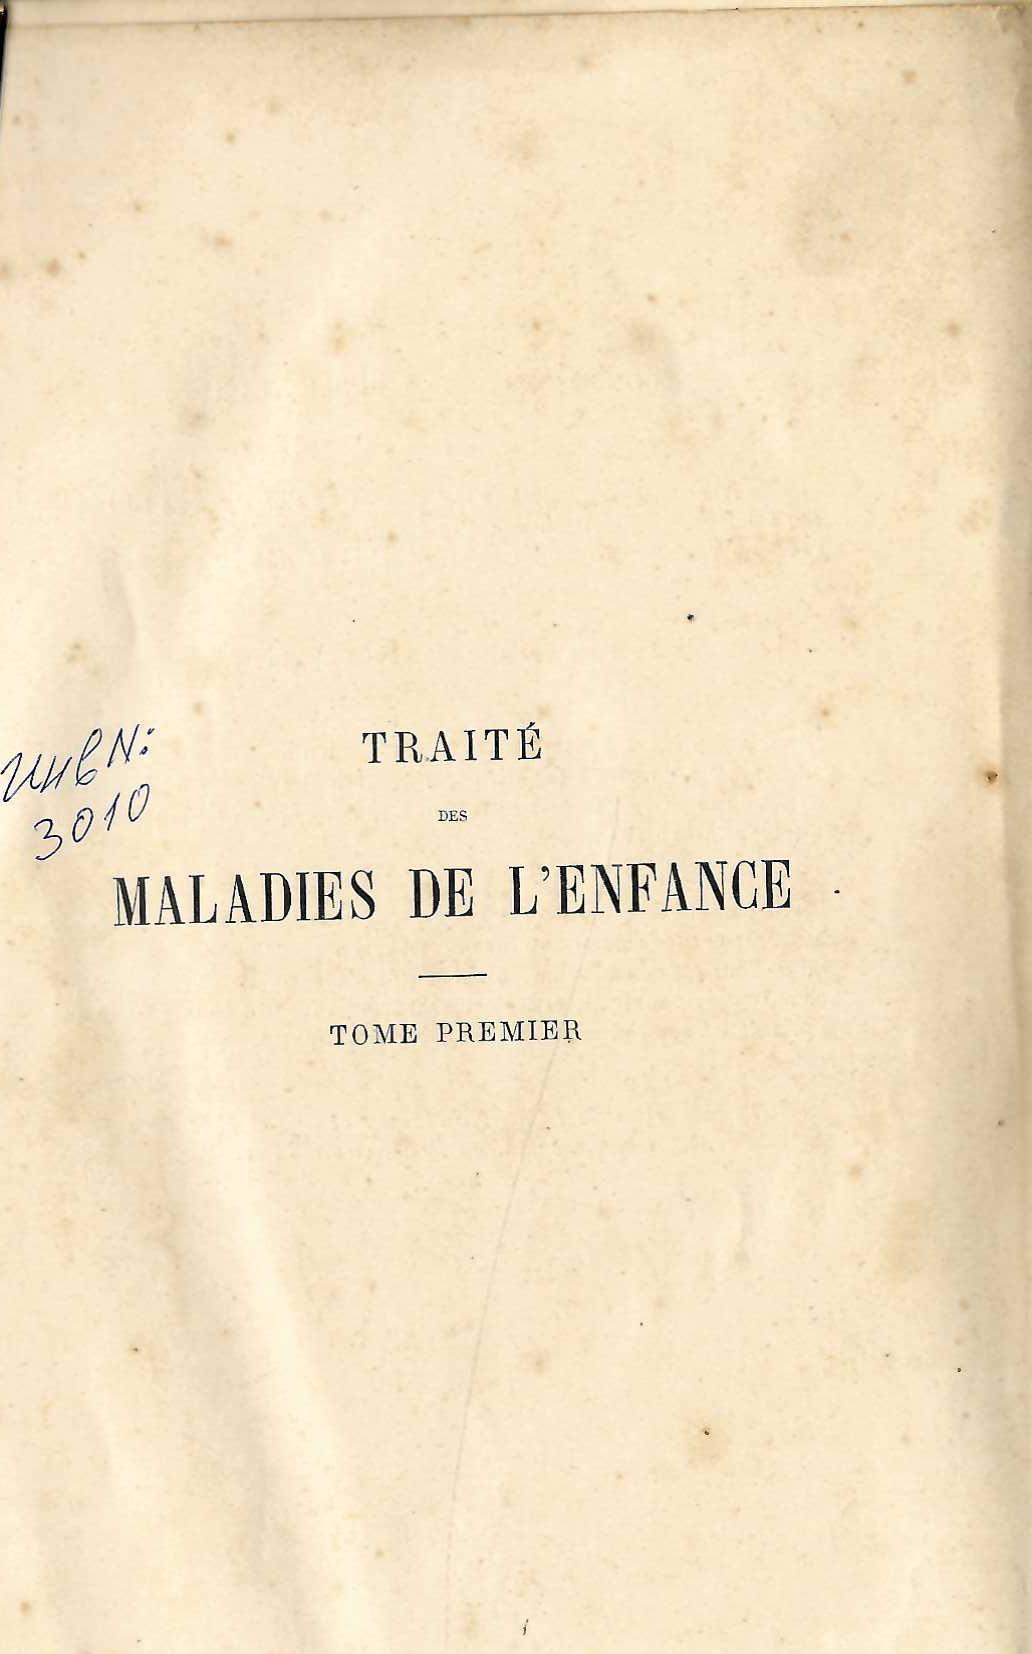 Инв N:
3010
TRAITÉ
DES
MALADIES DE L'ENFANCE
TOME PREMIER